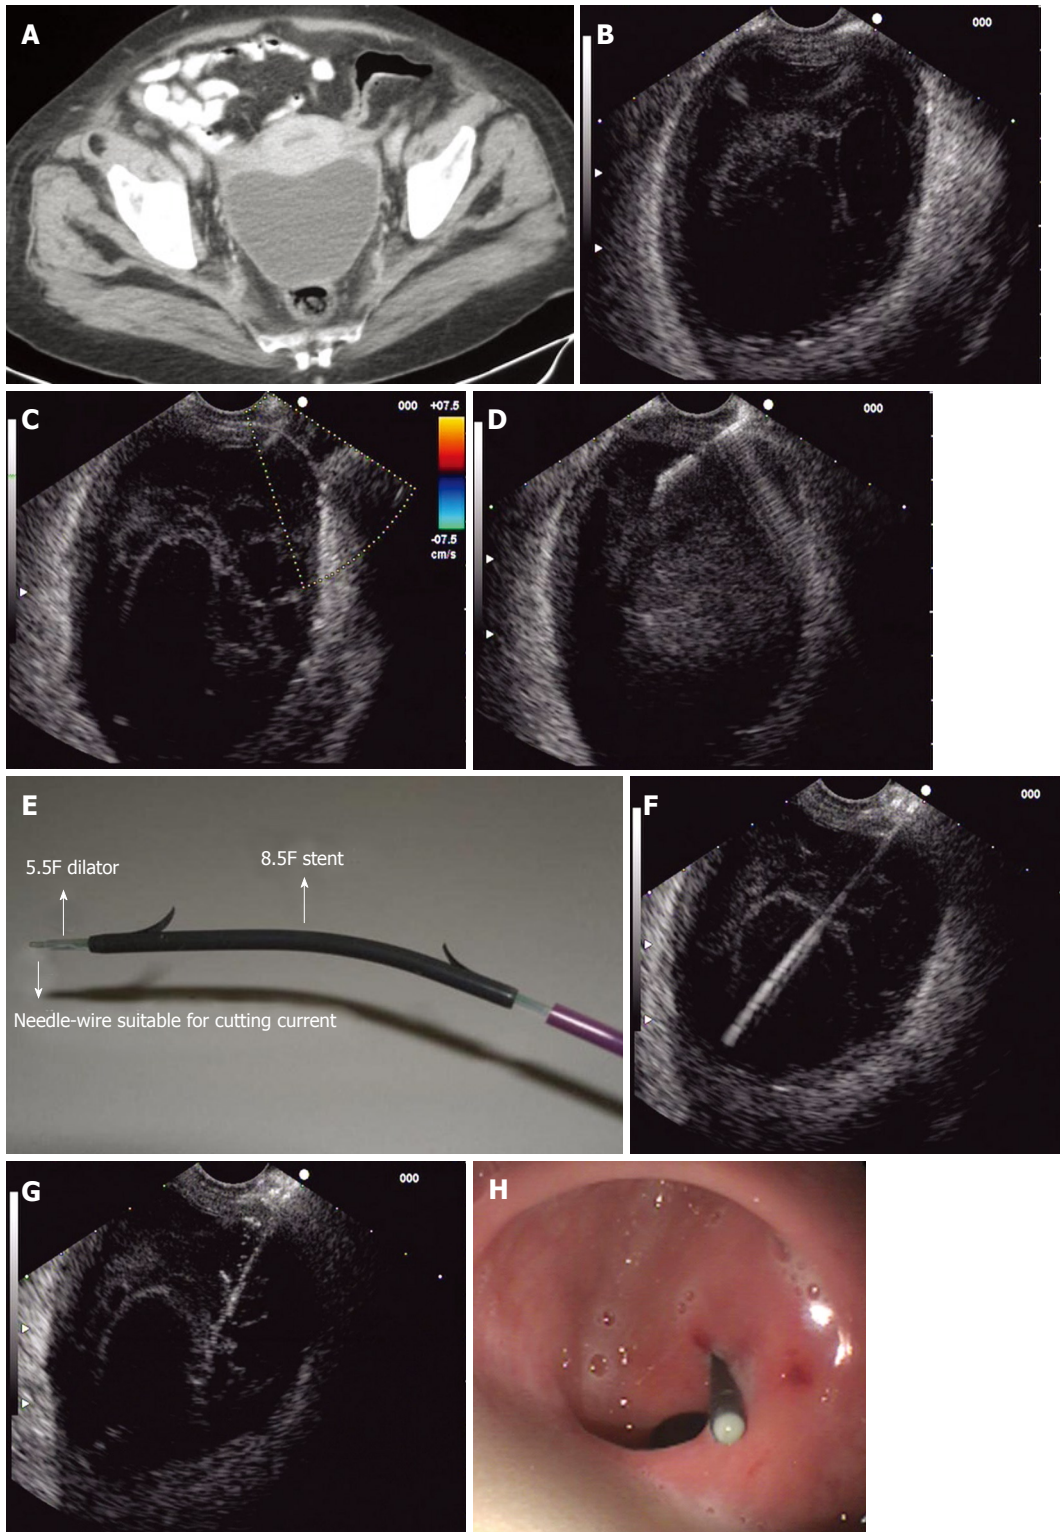 A
B
000
C
000
+07.5
-07.5
cm/s
D
000
E
5.5F dilator
8.5F stent
Needle-wire suitable for cutting current
F
000
G
000
H